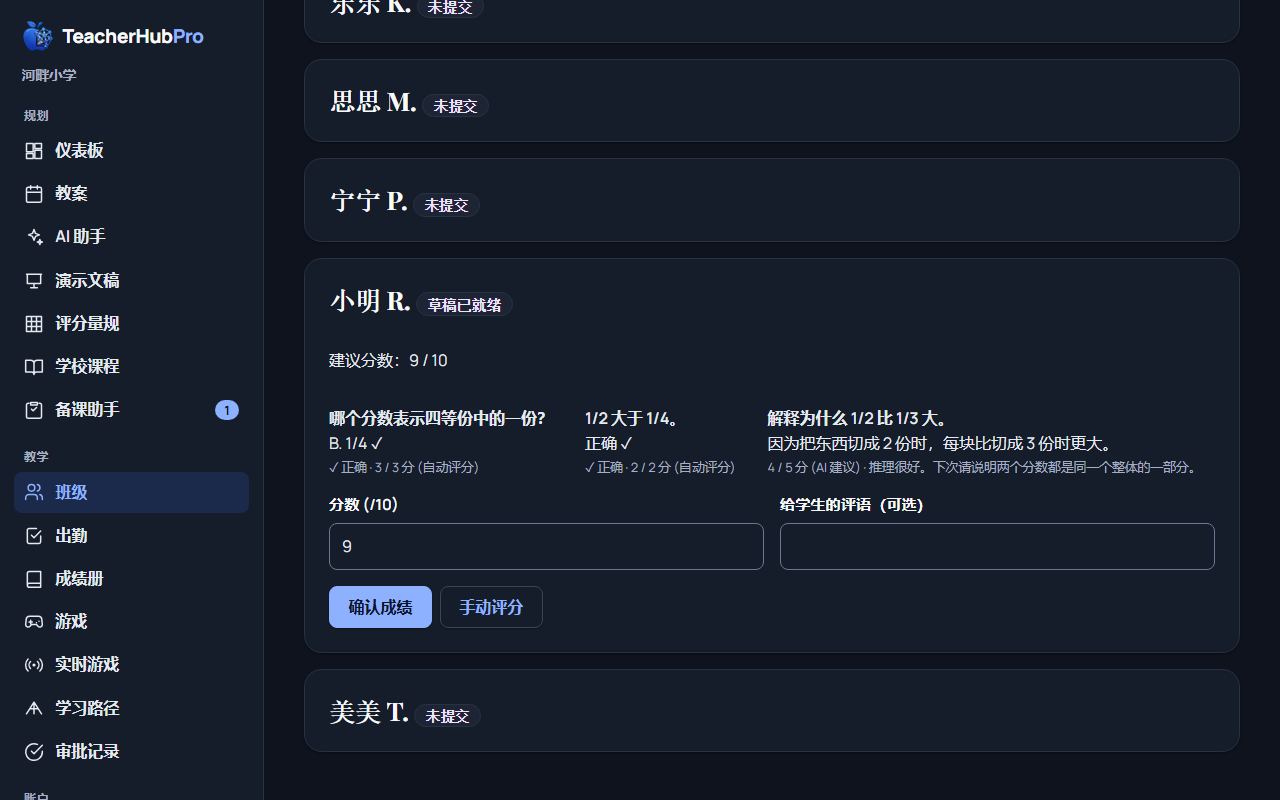 TeacherHubPro
河畔小学
规划
仪表板
教案
AI 助手
演示文稿
评分量规
学校课程
备课助手
1
教学
班级
出勤
成绩册
游戏
实时游戏
学习路径
审批记录
账户
乐乐 K. 未提交
思思 M. 未提交
宁宁 P. 未提交
小明 R. 草稿已就绪
建议分数：9 / 10
哪个分数表示四等份中的一份？
B. 1/4 ✓
✓ 正确 · 3 / 3 分 (自动评分)
1/2 大于 1/4。
正确 ✓
✓ 正确 · 2 / 2 分 (自动评分)
解释为什么 1/2 比 1/3 大。
因为把东西切成 2 份时，每块比切成 3 份时更大。
4 / 5 分 (AI 建议) · 推理很好。下次请说明两个分数都是同一个整体的一部分。
分数 (/10)
9
给学生的评语（可选）
确认成绩
手动评分
美美 T. 未提交